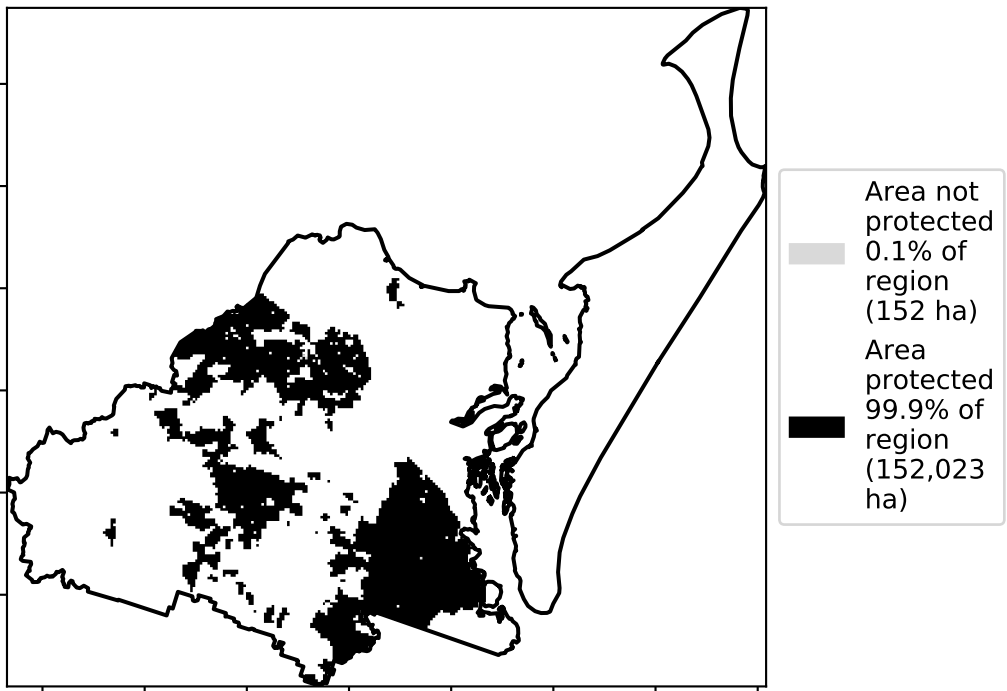 Area not
protected
0.1% of
region
(152 ha)
Area
protected
99.9% of
region
(152,023
ha)